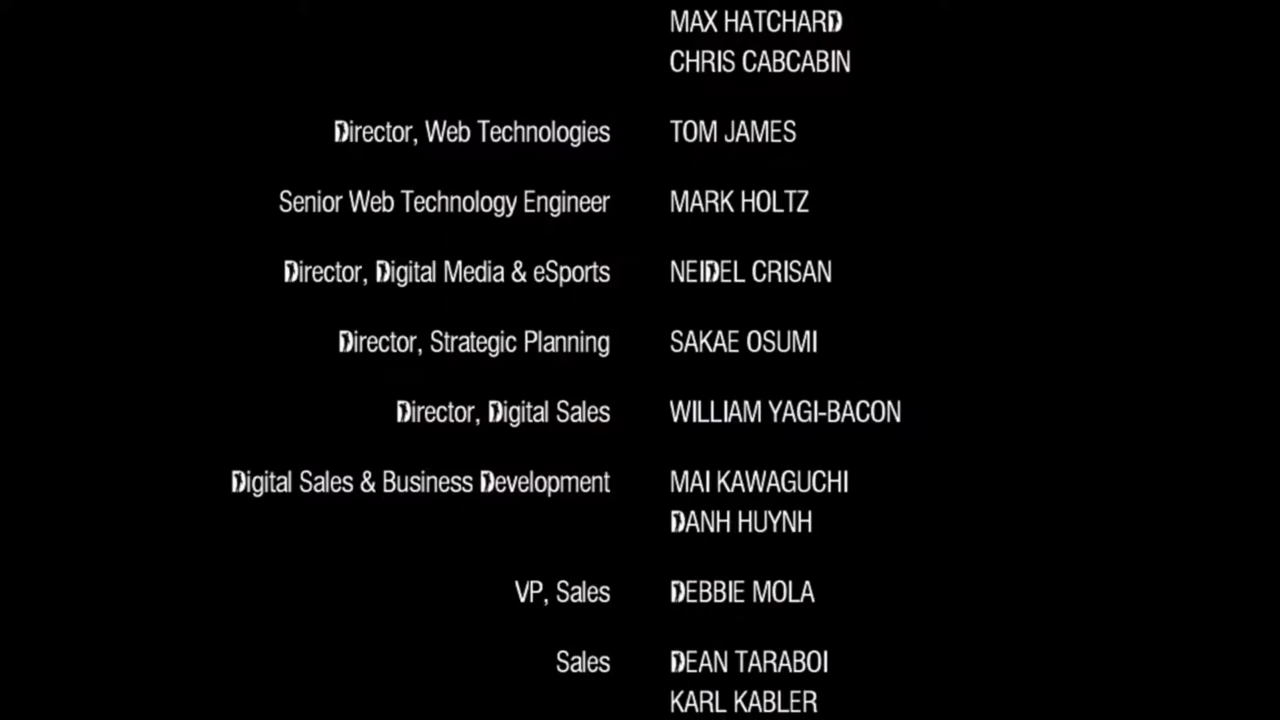 MAX HATCHARD
CHRIS CABCABIN
Director, Web Technologies TOM JAMES
Senior Web Technology Engineer MARK HOLTZ
Director, Digital Media & eSports NEIDEL CRISAN
Director, Strategic Planning SAKAE OSUMI
Director, Digital Sales WILLIAM YAGI-BACON
Digital Sales & Business Development MAI KAWAGUCHI
DANH HUYNH
VP, Sales DEBBIE MOLA
Sales DEAN TARABOI
KARL KABLER